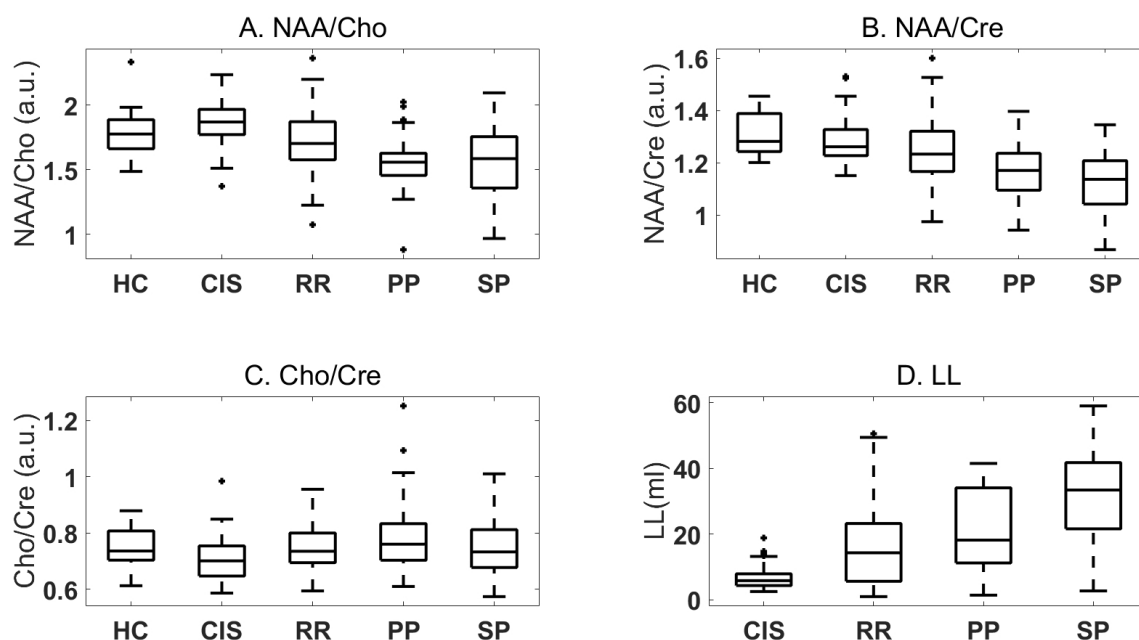 A. NAA/Cho
NAA/Cho (a.u.)
2
1.5
1
HC CIS RR PP SP
B. NAA/Cre
NAA/Cre (a.u.)
1.6
1.4
1.2
1
HC CIS RR PP SP
C. Cho/Cre
Cho/Cre (a.u.)
1.2
1
0.8
0.6
HC CIS RR PP SP
D. LL
LL(ml)
60
40
20
0
CIS RR PP SP